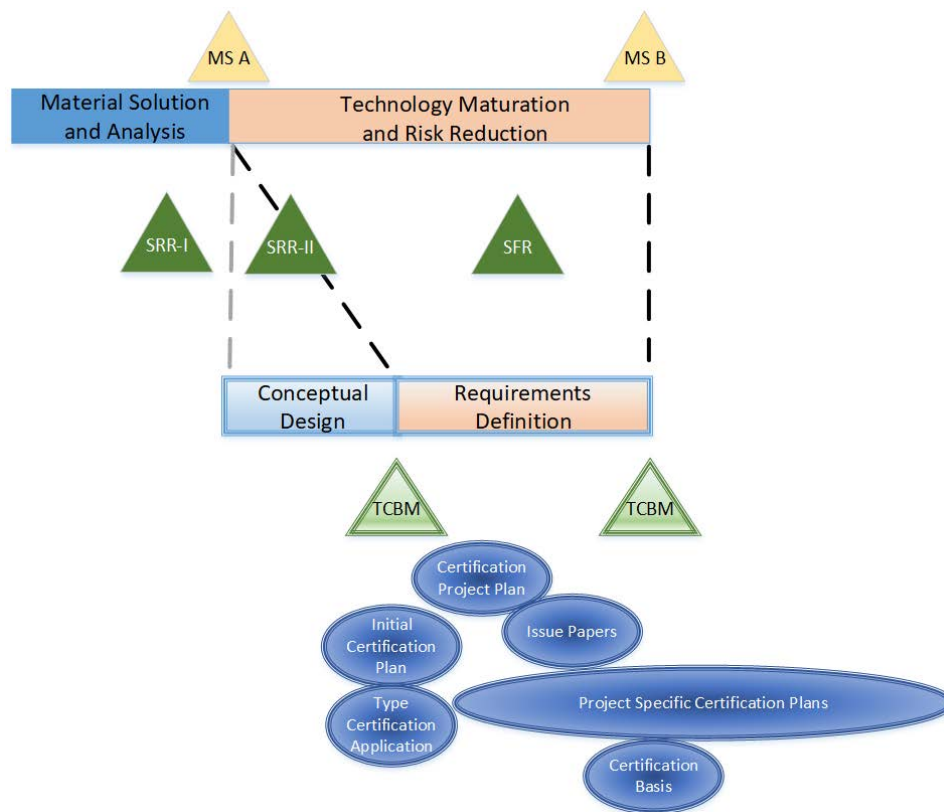 MS A
MS B
Material Solution
and Analysis
Technology Maturation
and Risk Reduction
SRR-I
SRR-II
SFR
Conceptual
Design
Requirements
Definition
TCBM
TCBM
Certification
Project Plan
Initial
Certification
Plan
Issue Papers
Type
Certification
Application
Project Specific Certification Plans
Certification
Basis